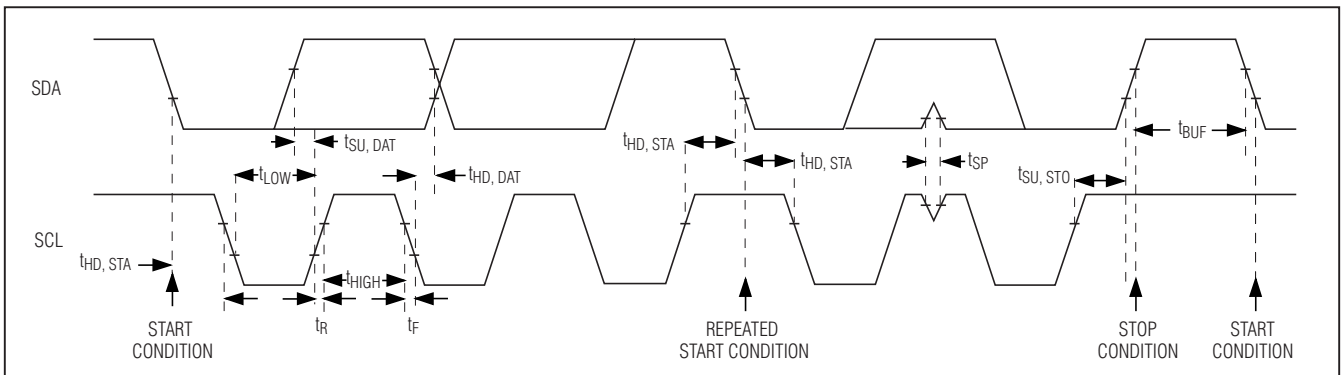 SDA
tSU, DAT
tLOW
tHD, DAT
tHD, STA
tHD, STA
tSP
tSU, STO
tBUF
SCL
tHD, STA
tHIGH
tR
tF
START
CONDITION
REPEATED
START CONDITION
STOP
CONDITION
START
CONDITION